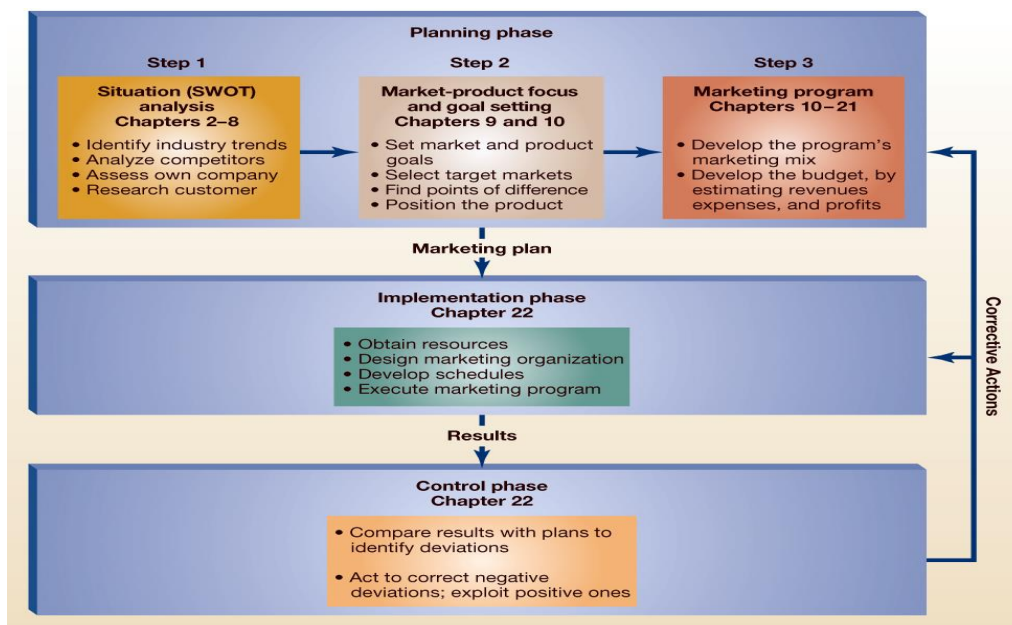 Planning phase
Step 1
Situation (SWOT)
analysis
Chapters 2–8
• Identify industry trends
• Analyze competitors
• Assess own company
• Research customer
Step 2
Market-product focus
and goal setting
Chapters 9 and 10
• Set market and product
goals
• Select target markets
• Find points of difference
• Position the product
Step 3
Marketing program
Chapters 10–21
• Develop the program's
marketing mix
• Develop the budget, by
estimating revenues
expenses, and profits
Marketing plan
Implementation phase
Chapter 22
• Obtain resources
• Design marketing organization
• Develop schedules
• Execute marketing program
Results
Control phase
Chapter 22
• Compare results with plans to
identify deviations
• Act to correct negative
deviations; exploit positive ones
Corrective Actions